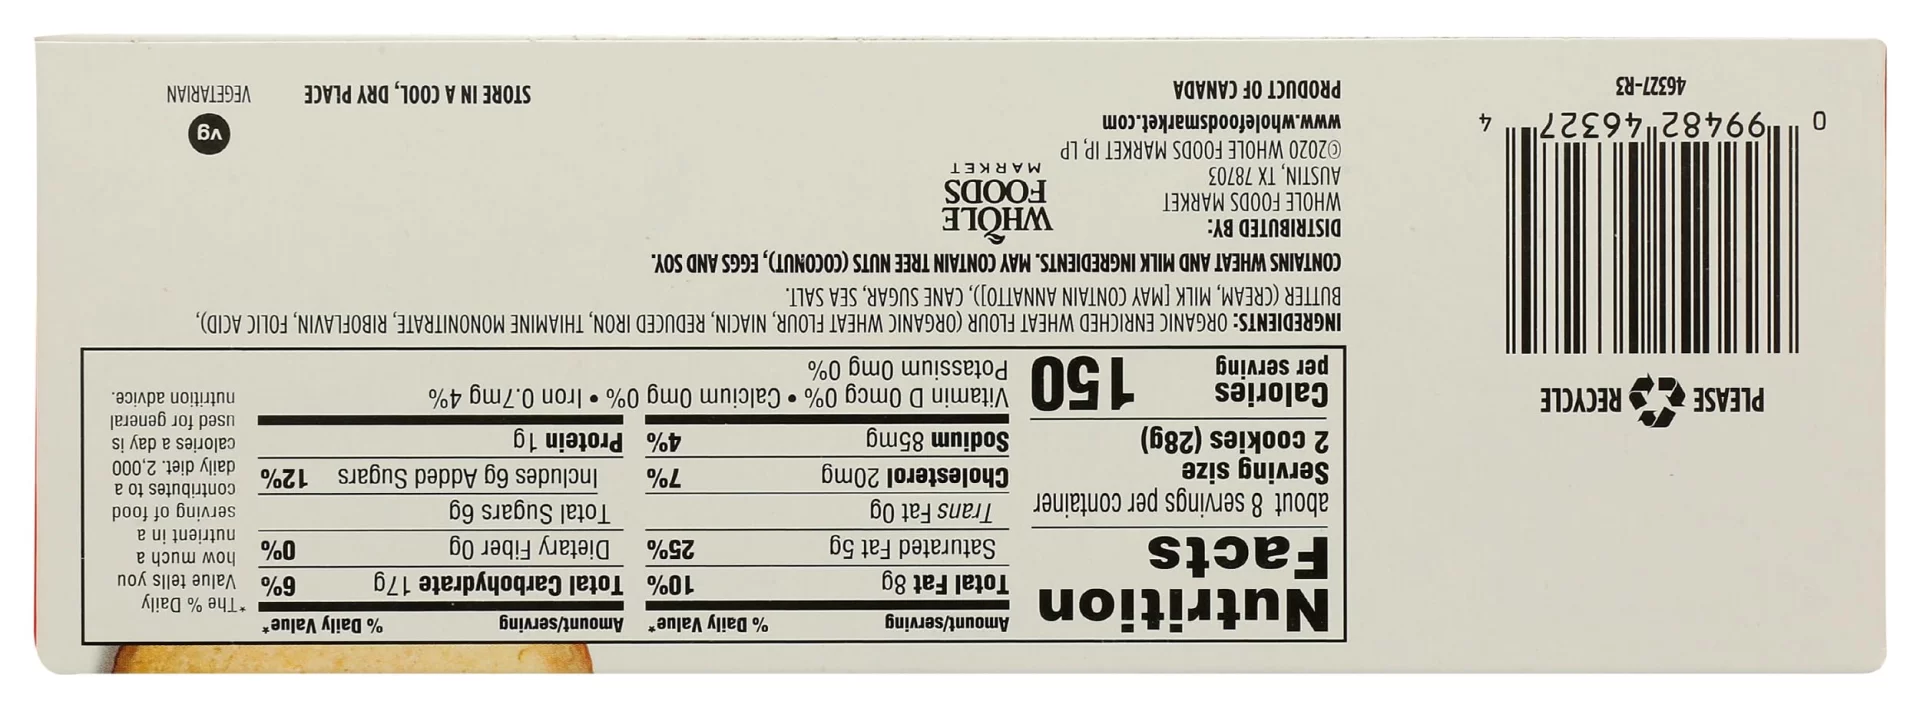 Nutrition
Facts
about 8 servings per container
Serving size
2 cookies (28g)
Calories
per serving
150
Amount/serving % Daily Value*
Total Fat 8g 10%
Saturated Fat 5g 25%
Trans Fat 0g
Cholesterol 20mg 7%
Sodium 85mg 4%
Amount/serving % Daily Value*
Total Carbohydrate 17g 6%
Dietary Fiber 0g 0%
Total Sugars 6g
Includes 6g Added Sugars 12%
Protein 1g
Vitamin D 0mcg 0% • Calcium 0mg 0% • Iron 0.7mg 4%
Potassium 0mg 0%
*The % Daily
Value tells you
how much a
nutrient in a
serving of food
contributes to a
daily diet. 2,000
calories a day is
used for general
nutrition advice.
INGREDIENTS: ORGANIC ENRICHED WHEAT FLOUR (ORGANIC WHEAT FLOUR, NIACIN, REDUCED IRON, THIAMINE MONONITRATE, RIBOFLAVIN, FOLIC ACID),
BUTTER (CREAM, MILK [MAY CONTAIN ANNATTO]), CANE SUGAR, SEA SALT.
CONTAINS WHEAT AND MILK INGREDIENTS. MAY CONTAIN TREE NUTS (COCONUT), EGGS AND SOY.
DISTRIBUTED BY:
WHOLE FOODS MARKET
AUSTIN, TX 78703
©2020 WHOLE FOODS MARKET IP, LP
www.wholefoodsmarket.com
PRODUCT OF CANADA
WHOLE
FOODS
MARKET
STORE IN A COOL, DRY PLACE
vg
VEGETARIAN
PLEASE RECYCLE
0 99482 46327 4
46327-R3